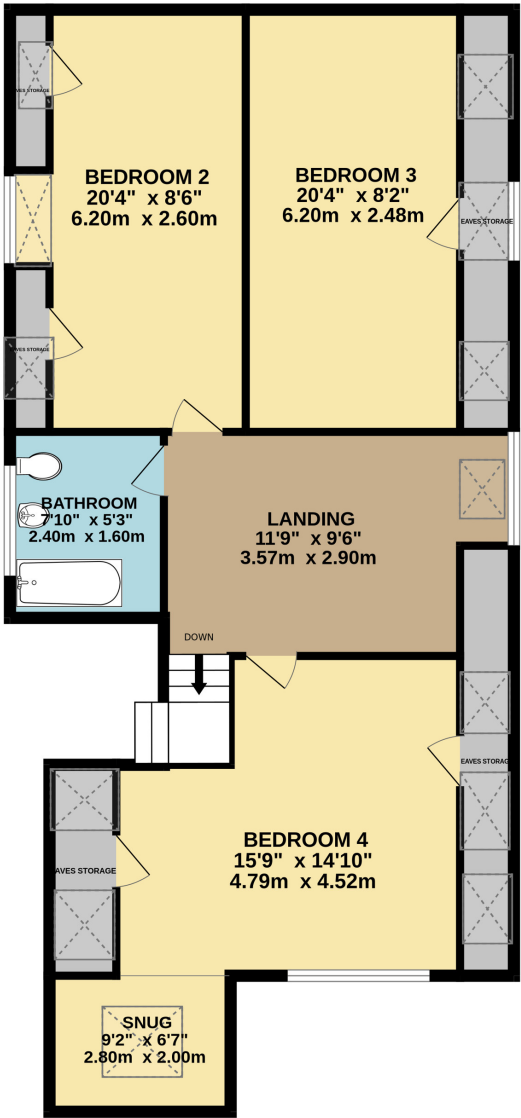 AVES STORAGE
BEDROOM 2
20'4" x 8'6"
6.20m x 2.60m
BEDROOM 3
20'4" x 8'2"
6.20m x 2.48m
EAVES STORAGE
AVES STORAGE
BATHROOM
7'10" x 5'3"
2.40m x 1.60m
LANDING
11'9" x 9'6"
3.57m x 2.90m
DOWN
EAVES STORAG
BEDROOM 4
15'9" x 14'10"
4.79m x 4.52m
AVES STORAGE
SNUG
9'2" x 6'7"
2.80m x 2.00m